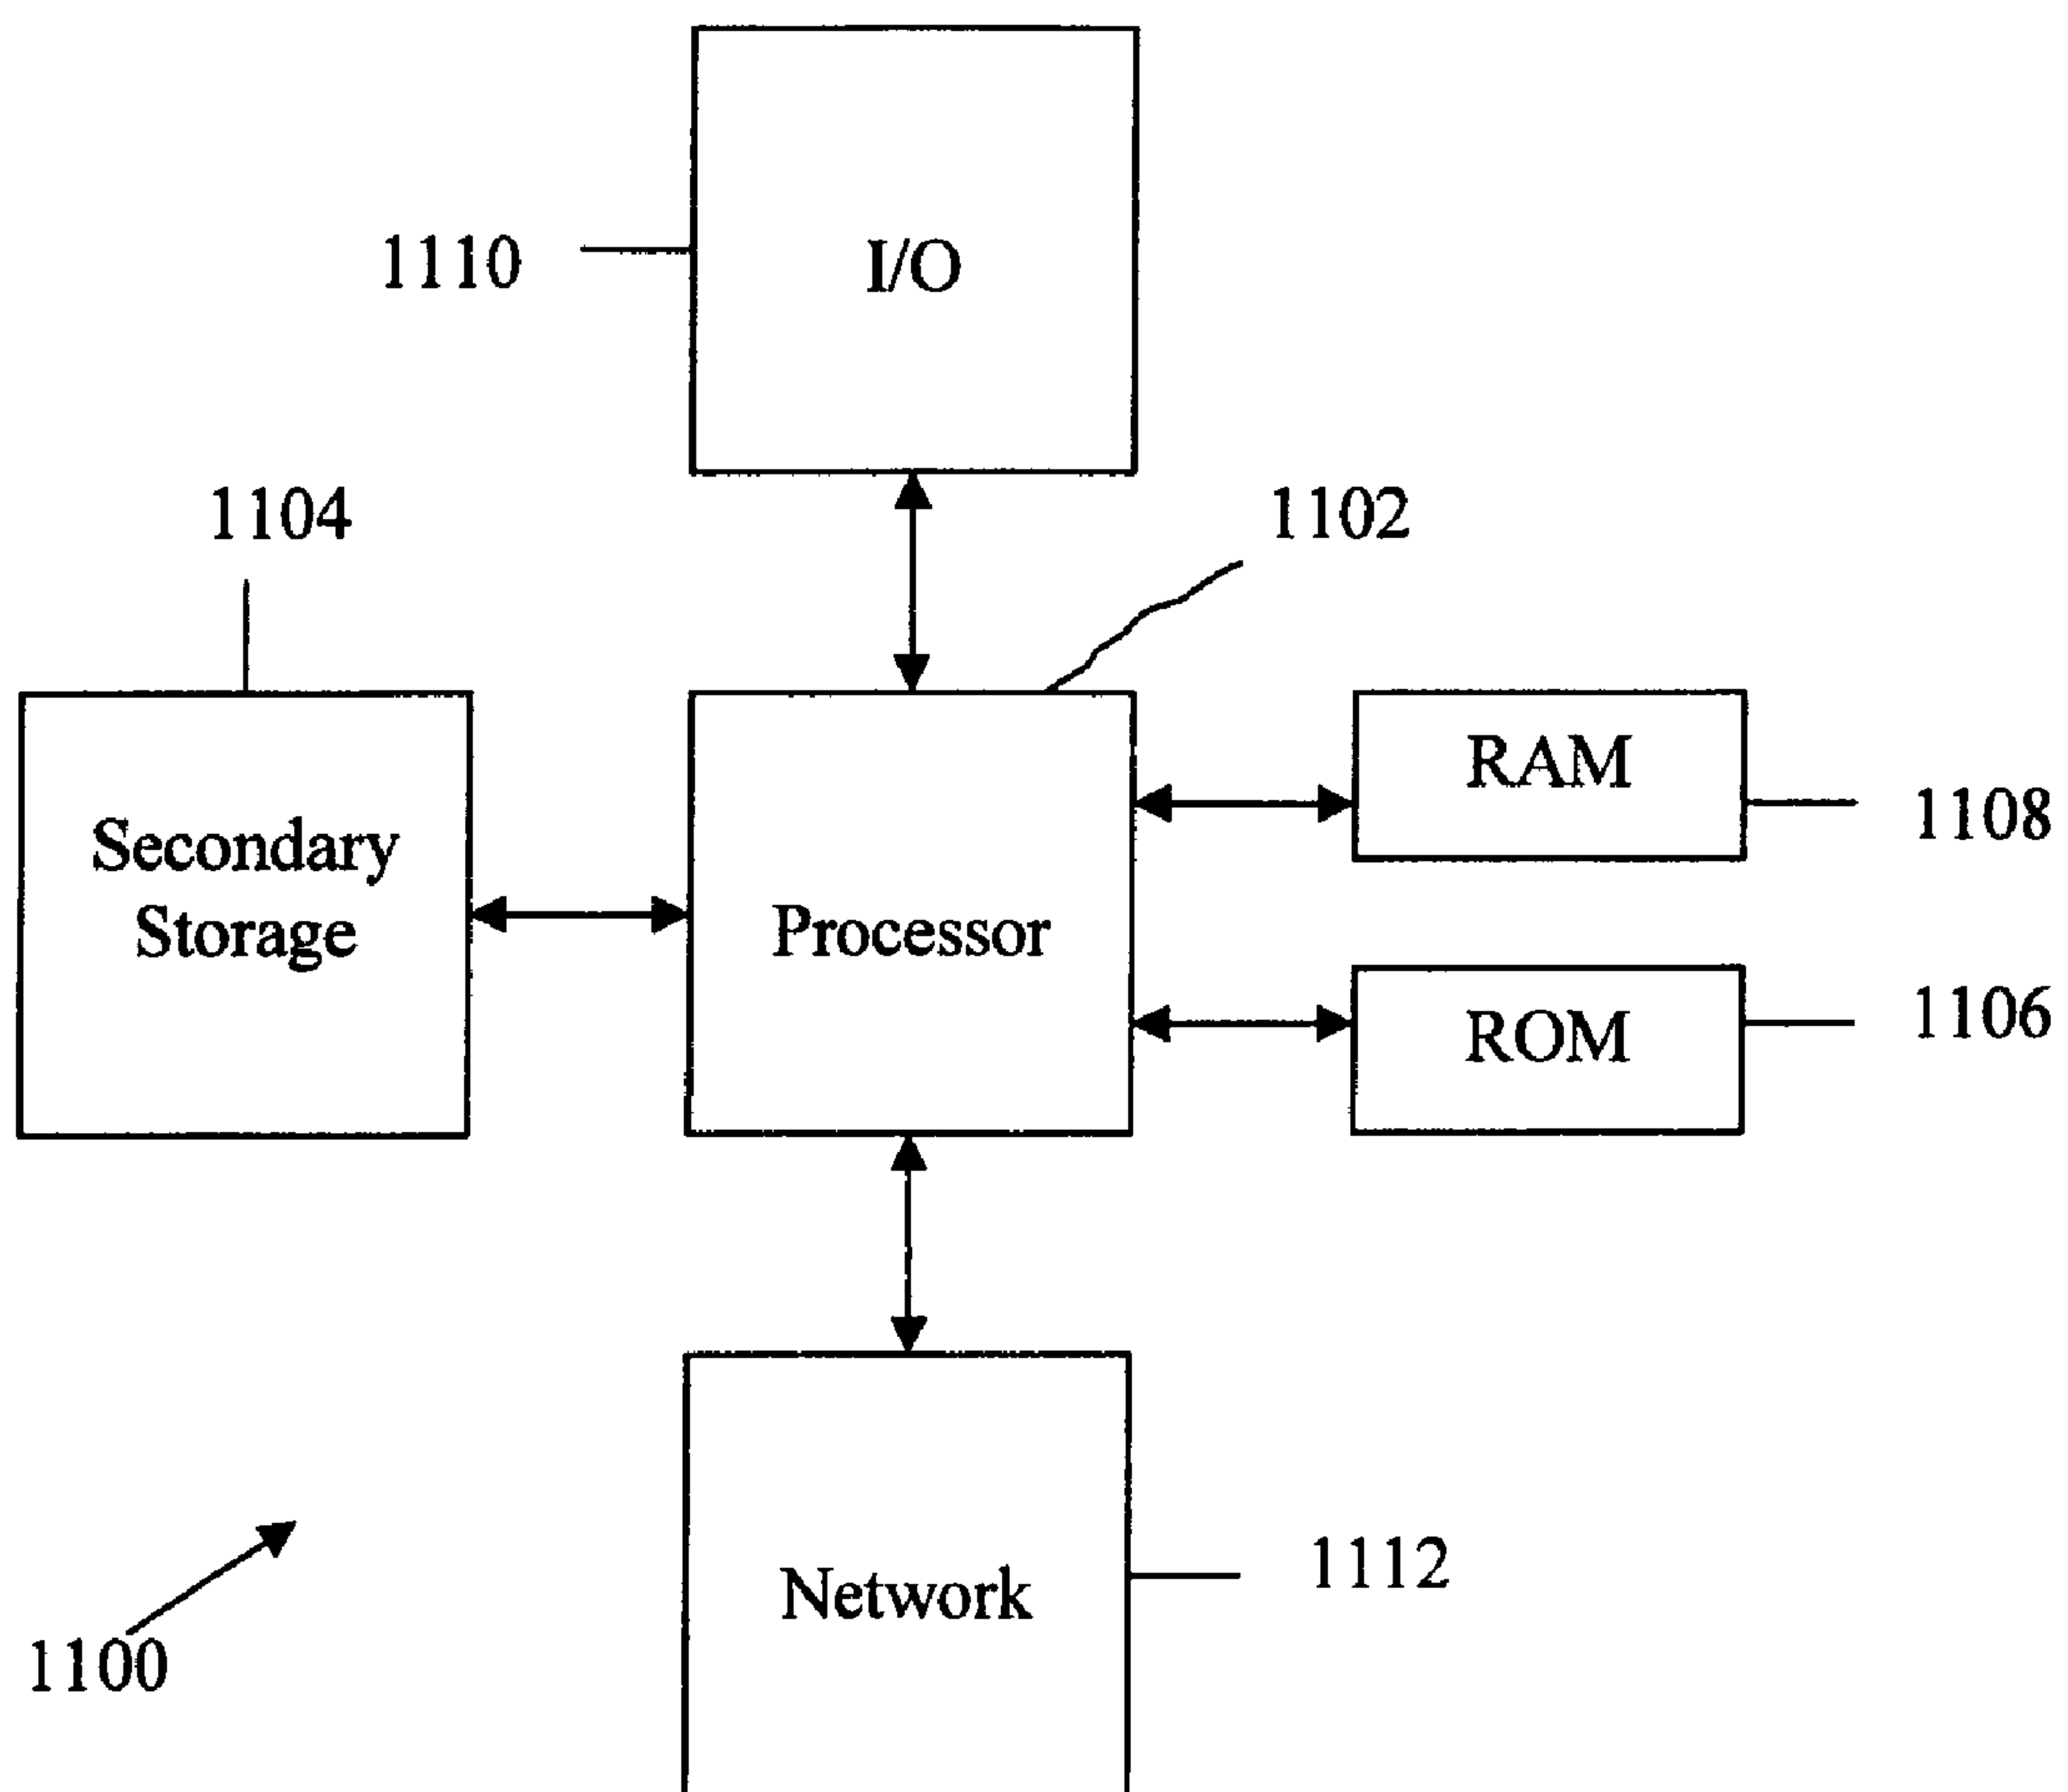 1110
I/O
1104
1102
RAM
1108
Secondary
Storage
Processor
1106
ROM
1112
Network
1100